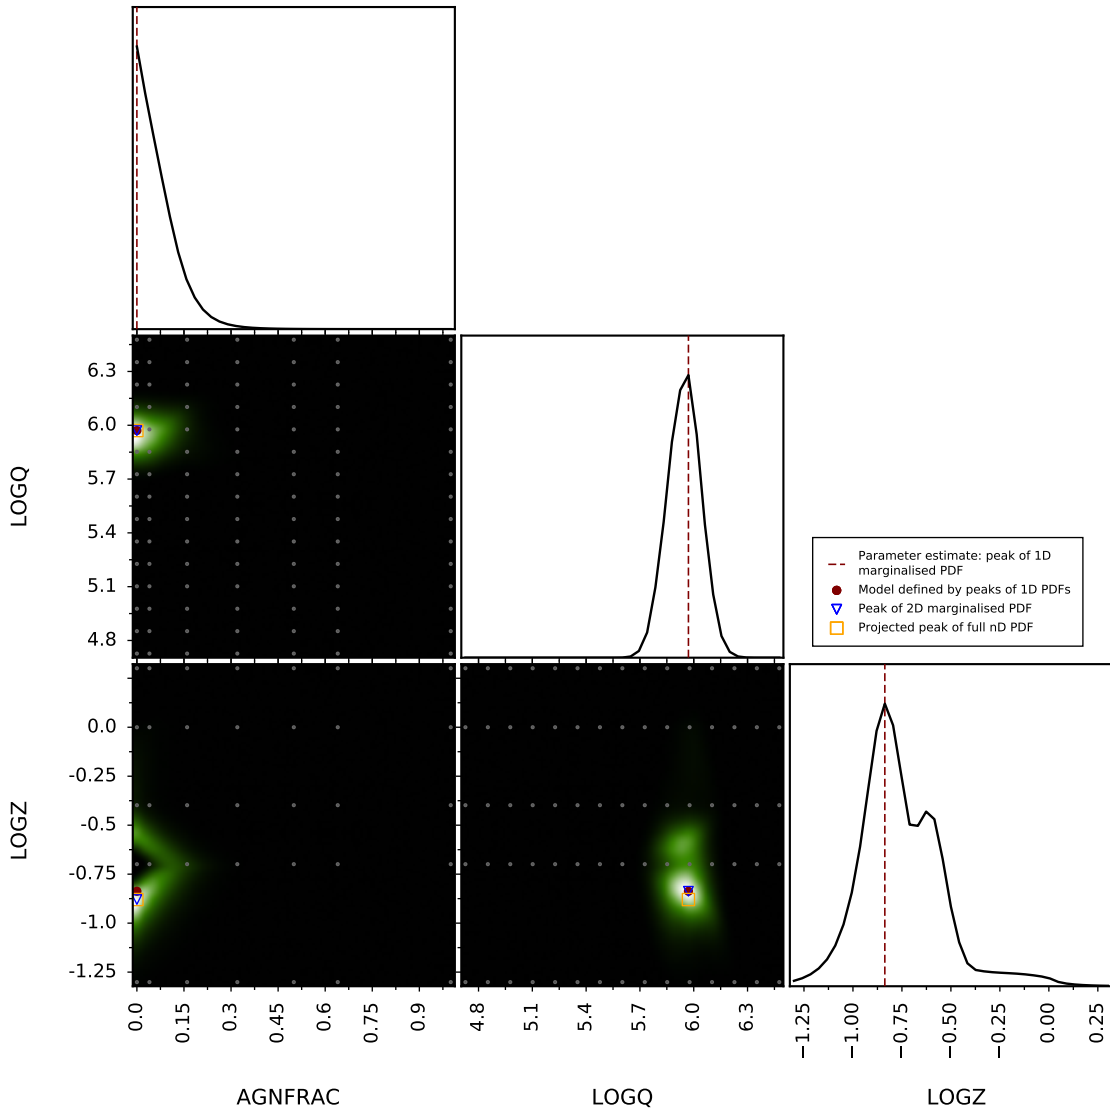 6.3
6.0
5.7
5.4
5.1
4.8
LOGQ
Parameter estimate: peak of 1D
marginalised PDF
Model defined by peaks of 1D PDFs
Peak of 2D marginalised PDF
Projected peak of full nD PDF
0.0
-0.25
-0.5
-0.75
-1.0
-1.25
LOGZ
0.0 0.15 0.3 0.45 0.6 0.75 0.9
4.8 5.1 5.4 5.7 6.0 6.3
−1.25 −1.00 −0.75 −0.50 −0.25 0.00 0.25
AGNFRAC LOGQ LOGZ